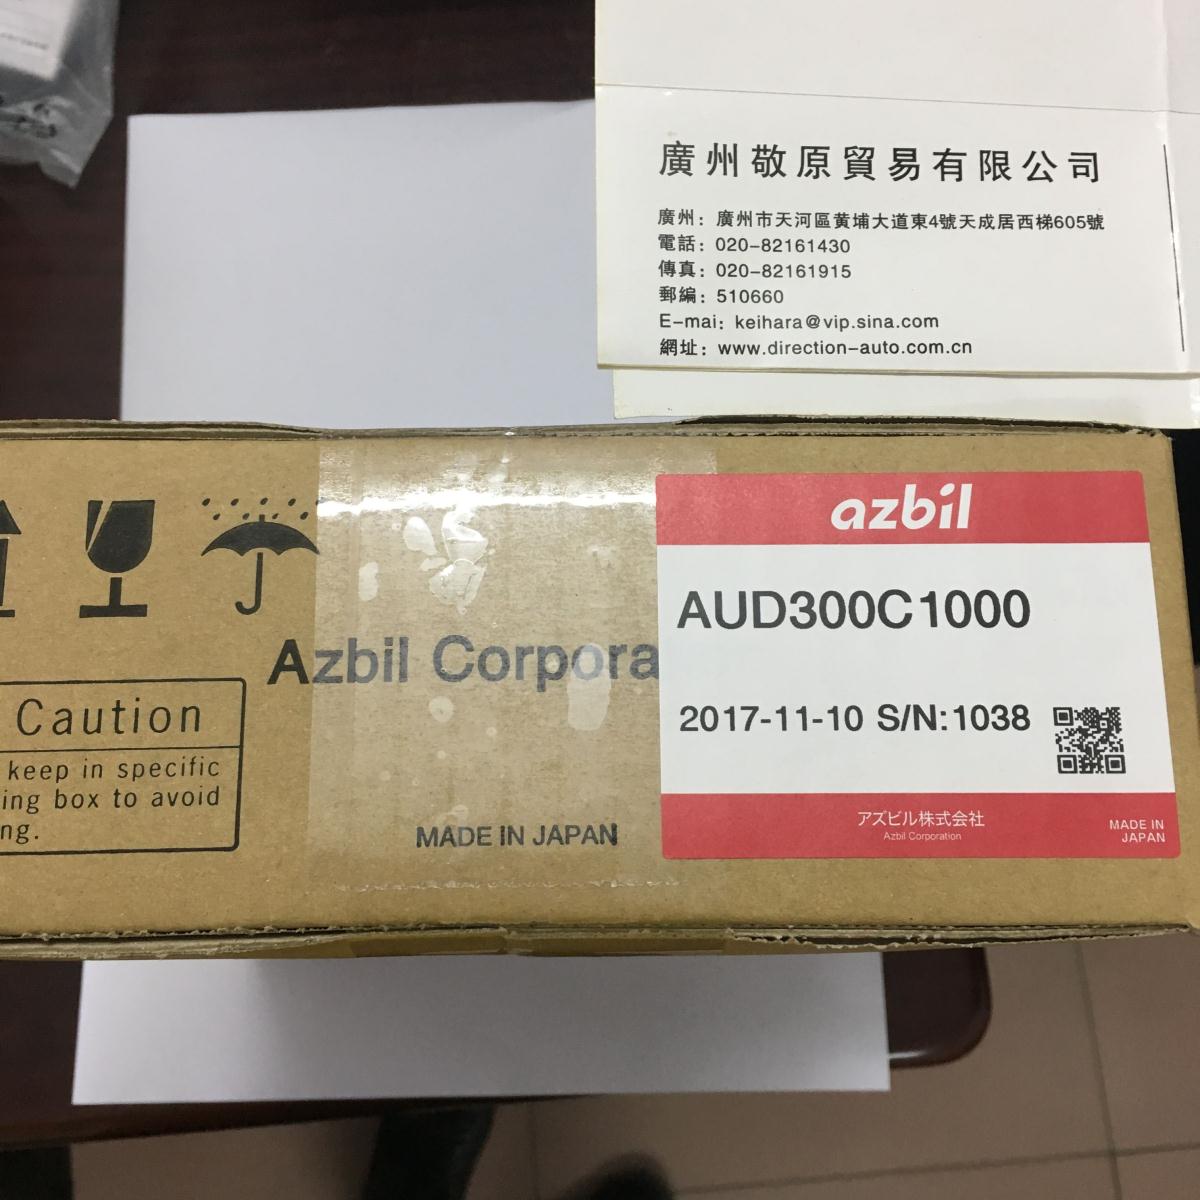 廣州敬原貿易有限公司
廣州：廣州市天河區黄埔大道東4號天成居西梯605號
電話：020-82161430
傳真：020-82161915
郵編：510660
E-mai：keihara@vip.sina.com
網址：www.direction-auto.com.cn
azbil
AUD300C1000
2017-11-10 S/N:1038
アズビル株式会社
Azbil Corporation
MADE IN
JAPAN
Azbil Corpora
MADE IN JAPAN
Caution
keep in specific
ing box to avoid
ng.